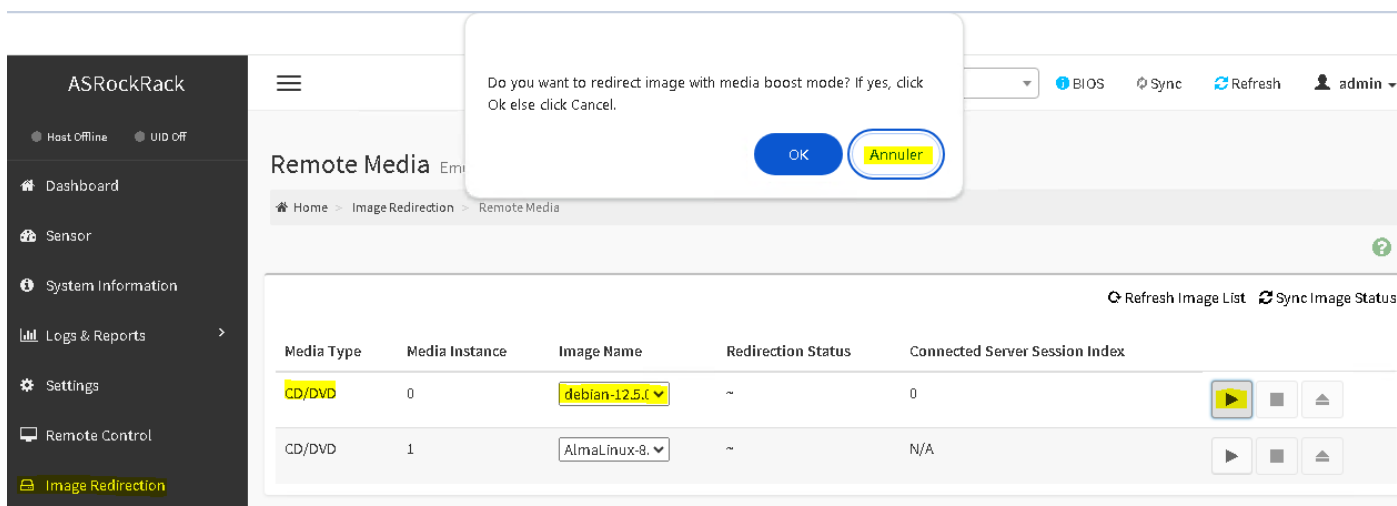 Do you want to redirect image with media boost mode? If yes, click
Ok else click Cancel.
OK
Annuler
ASRockRack
Host Offline
UID Off
BIOS
Sync
Refresh
admin
Dashboard
Sensor
System Information
Logs & Reports
Settings
Remote Control
Image Redirection
Remote Media
Home > Image Redirection > Remote Media
Refresh Image List
Sync Image Status
Media Type Media Instance Image Name Redirection Status Connected Server Session Index
CD/DVD 0 debian-12.5. ~ 0
CD/DVD 1 AlmaLinux-8. ~ N/A